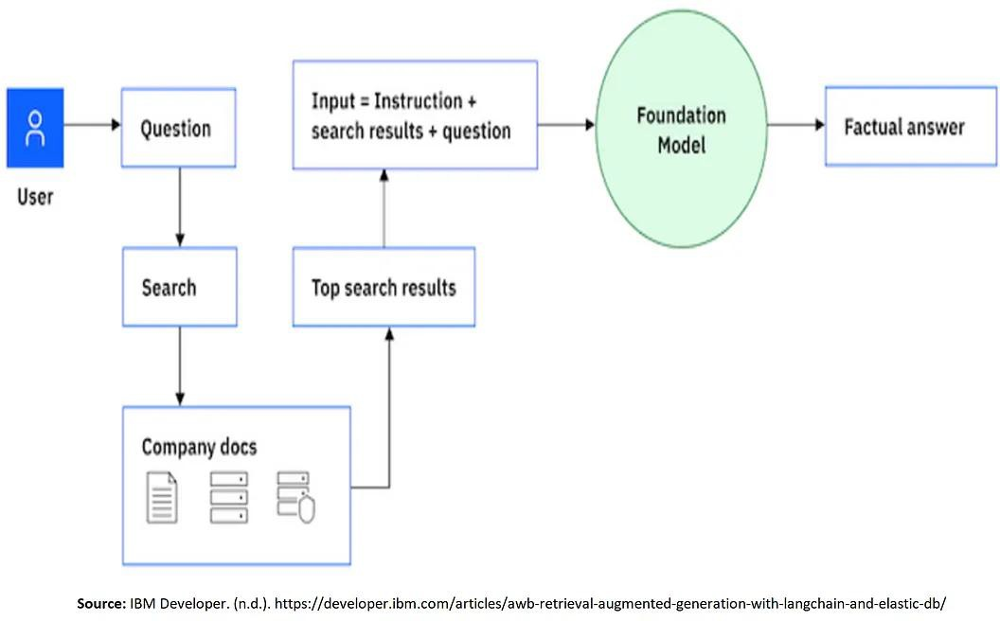 User
Question
Search
Company docs
Top search results
Input = Instruction +
search results + question
Foundation
Model
Factual answer
Source: IBM Developer. (n.d.). https://developer.ibm.com/articles/awb-retrieval-augmented-generation-with-langchain-and-elastic-db/